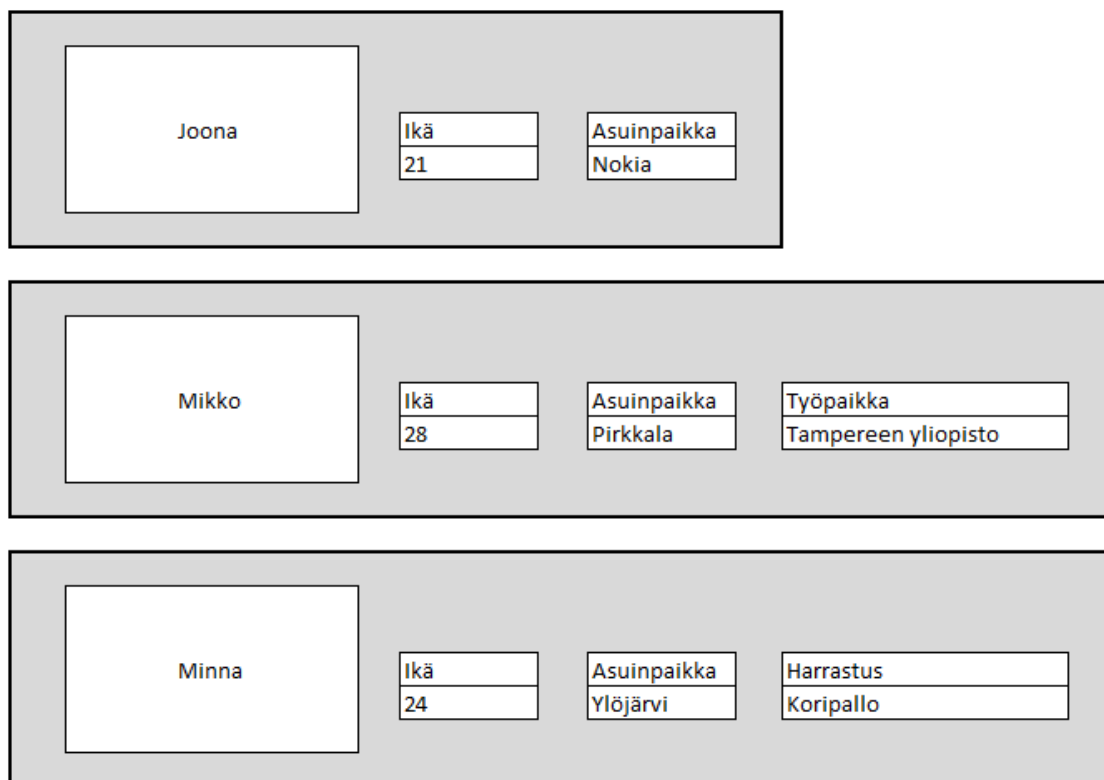 Joona
Ikä
Asuinpaikka
21
Nokia
Mikko
Ikä
Asuinpaikka
Työpaikka
28
Pirkkala
Tampereen yliopisto
Minna
Ikä
Asuinpaikka
Harrastus
24
Ylöjärvi
Koripallo